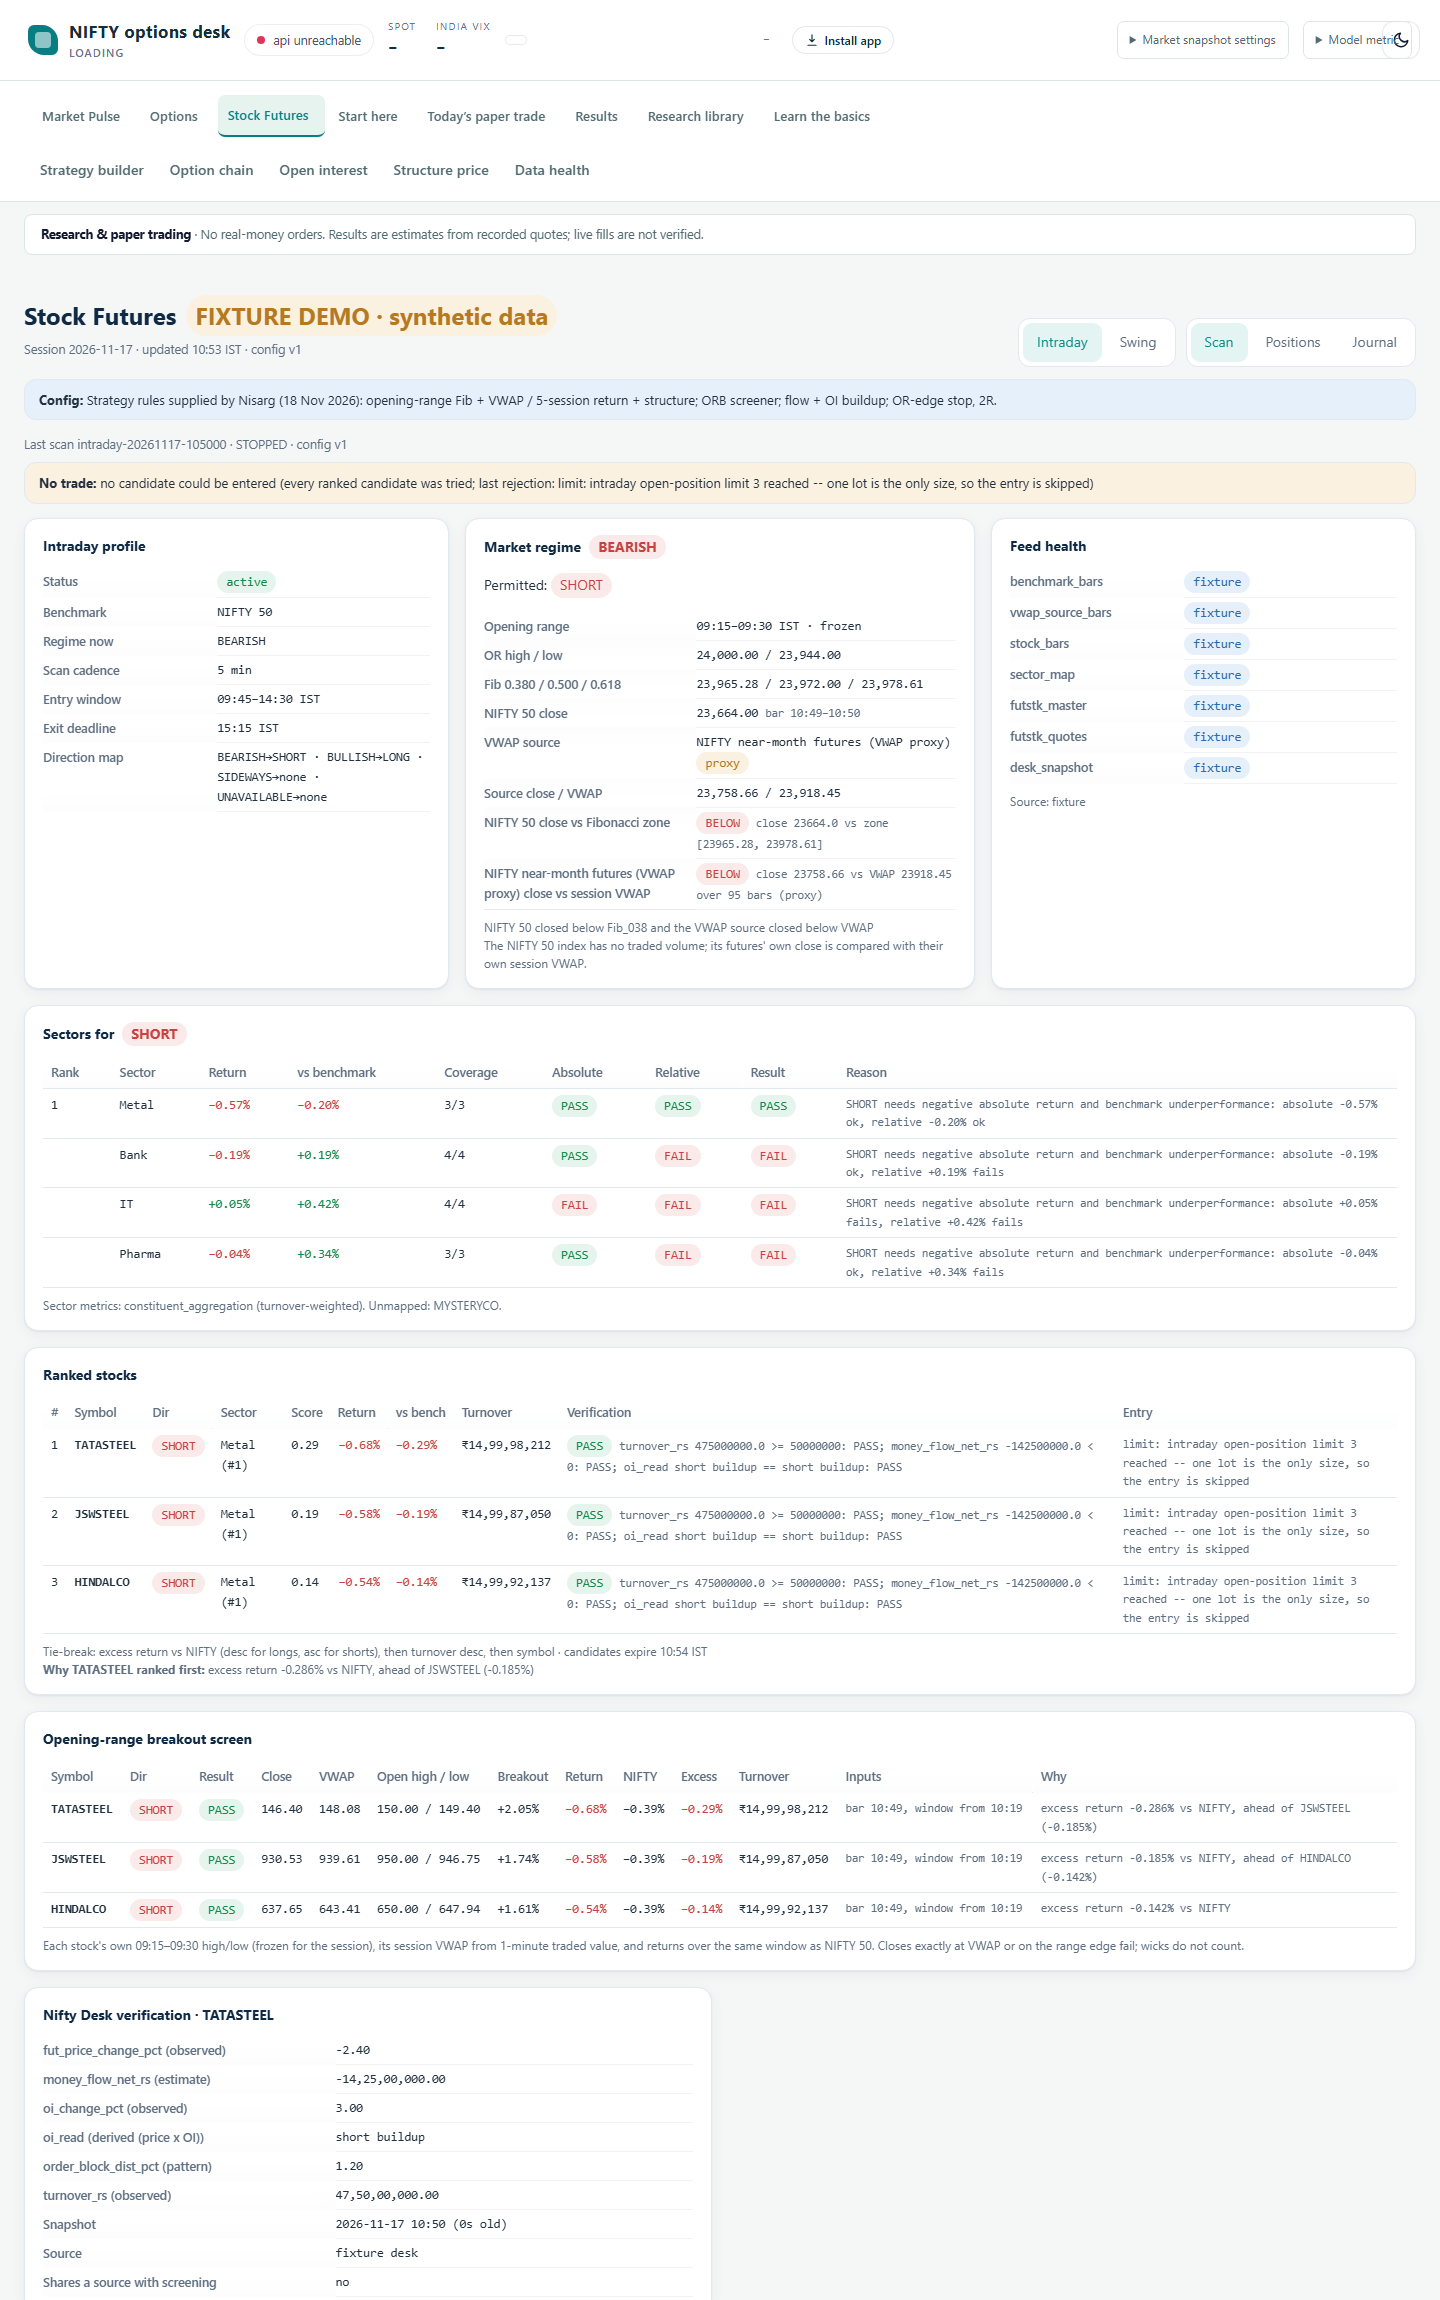 NIFTY options desk
LOADING
api unreachable
SPOT
–
INDIA VIX
–
–
Install app
Market snapshot settings
Model metric
Market Pulse
Options
Stock Futures
Start here
Today's paper trade
Results
Research library
Learn the basics
Strategy builder
Option chain
Open interest
Structure price
Data health
Research & paper trading · No real-money orders. Results are estimates from recorded quotes; live fills are not verified.
Stock Futures FIXTURE DEMO · synthetic data
Session 2026-11-17 · updated 10:53 IST · config v1
Intraday
Swing
Scan
Positions
Journal
Config: Strategy rules supplied by Nisarg (18 Nov 2026): opening-range Fib + VWAP / 5-session return + structure; ORB screener; flow + OI buildup; OR-edge stop, 2R.
Last scan intraday-20261117-105000 · STOPPED · config v1
No trade: no candidate could be entered (every ranked candidate was tried; last rejection: limit: intraday open-position limit 3 reached -- one lot is the only size, so the entry is skipped)
Intraday profile
Status active
Benchmark NIFTY 50
Regime now BEARISH
Scan cadence 5 min
Entry window 09:45–14:30 IST
Exit deadline 15:15 IST
Direction map BEARISH→SHORT · BULLISH→LONG ·
SIDEWAYS→none ·
UNAVAILABLE→none
Market regime BEARISH
Permitted: SHORT
Opening range 09:15–09:30 IST · frozen
OR high / low 24,000.00 / 23,944.00
Fib 0.380 / 0.500 / 0.618 23,965.28 / 23,972.00 / 23,978.61
NIFTY 50 close 23,664.00 bar 10:49–10:50
VWAP source NIFTY near-month futures (VWAP proxy)
proxy
Source close / VWAP 23,758.66 / 23,918.45
NIFTY 50 close vs Fibonacci zone BELOW close 23664.0 vs zone
[23965.28, 23978.61]
NIFTY near-month futures (VWAP BELOW close 23758.66 vs VWAP 23918.45
proxy) close vs session VWAP over 95 bars (proxy)
NIFTY 50 closed below Fib_038 and the VWAP source closed below VWAP
The NIFTY 50 index has no traded volume; its futures' own close is compared with their
own session VWAP.
Feed health
benchmark_bars fixture
vwap_source_bars fixture
stock_bars fixture
sector_map fixture
futstk_master fixture
futstk_quotes fixture
desk_snapshot fixture
Source: fixture
Sectors for SHORT
Rank Sector Return vs benchmark Coverage Absolute Relative Result Reason
1 Metal −0.57% −0.20% 3/3 PASS PASS PASS SHORT needs negative absolute return and benchmark underperformance: absolute -0.57%
ok, relative -0.20% ok
Bank −0.19% +0.19% 4/4 PASS FAIL FAIL SHORT needs negative absolute return and benchmark underperformance: absolute -0.19%
ok, relative +0.19% fails
IT +0.05% +0.42% 4/4 FAIL FAIL FAIL SHORT needs negative absolute return and benchmark underperformance: absolute +0.05%
fails, relative +0.42% fails
Pharma −0.04% +0.34% 3/3 PASS FAIL FAIL SHORT needs negative absolute return and benchmark underperformance: absolute -0.04%
ok, relative +0.34% fails
Sector metrics: constituent_aggregation (turnover-weighted). Unmapped: MYSTERYCO.
Ranked stocks
# Symbol Dir Sector Score Return vs bench Turnover Verification Entry
1 TATASTEEL SHORT Metal 0.29 −0.68% −0.29% ₹14,99,98,212 PASS turnover_rs 475000000.0 >= 50000000: PASS; money_flow_net_rs -142500000.0 < limit: intraday open-position limit 3
(#1) 0: PASS; oi_read short buildup == short buildup: PASS reached -- one lot is the only size, so
the entry is skipped
2 JSWSTEEL SHORT Metal 0.19 −0.58% −0.19% ₹14,99,87,050 PASS turnover_rs 475000000.0 >= 50000000: PASS; money_flow_net_rs -142500000.0 < limit: intraday open-position limit 3
(#1) 0: PASS; oi_read short buildup == short buildup: PASS reached -- one lot is the only size, so
the entry is skipped
3 HINDALCO SHORT Metal 0.14 −0.54% −0.14% ₹14,99,92,137 PASS turnover_rs 475000000.0 >= 50000000: PASS; money_flow_net_rs -142500000.0 < limit: intraday open-position limit 3
(#1) 0: PASS; oi_read short buildup == short buildup: PASS reached -- one lot is the only size, so
the entry is skipped
Tie-break: excess return vs NIFTY (desc for longs, asc for shorts), then turnover desc, then symbol · candidates expire 10:54 IST
Why TATASTEEL ranked first: excess return -0.286% vs NIFTY, ahead of JSWSTEEL (-0.185%)
Opening-range breakout screen
Symbol Dir Result Close VWAP Open high / low Breakout Return NIFTY Excess Turnover Inputs Why
TATASTEEL SHORT PASS 146.40 148.08 150.00 / 149.40 +2.05% −0.68% −0.39% −0.29% ₹14,99,98,212 bar 10:49, window from 10:19 excess return -0.286% vs NIFTY, ahead of JSWSTEEL
(-0.185%)
JSWSTEEL SHORT PASS 930.53 939.61 950.00 / 946.75 +1.74% −0.58% −0.39% −0.19% ₹14,99,87,050 bar 10:49, window from 10:19 excess return -0.185% vs NIFTY, ahead of HINDALCO
(-0.142%)
HINDALCO SHORT PASS 637.65 643.41 650.00 / 647.94 +1.61% −0.54% −0.39% −0.14% ₹14,99,92,137 bar 10:49, window from 10:19 excess return -0.142% vs NIFTY
Each stock's own 09:15–09:30 high/low (frozen for the session), its session VWAP from 1-minute traded value, and returns over the same window as NIFTY 50. Closes exactly at VWAP or on the range edge fail; wicks do not count.
Nifty Desk verification · TATASTEEL
fut_price_change_pct (observed) -2.40
money_flow_net_rs (estimate) -14,25,00,000.00
oi_change_pct (observed) 3.00
oi_read (derived (price x OI)) short buildup
order_block_dist_pct (pattern) 1.20
turnover_rs (observed) 47,50,00,000.00
Snapshot 2026-11-17 10:50 (0s old)
Source fixture desk
Shares a source with screening no